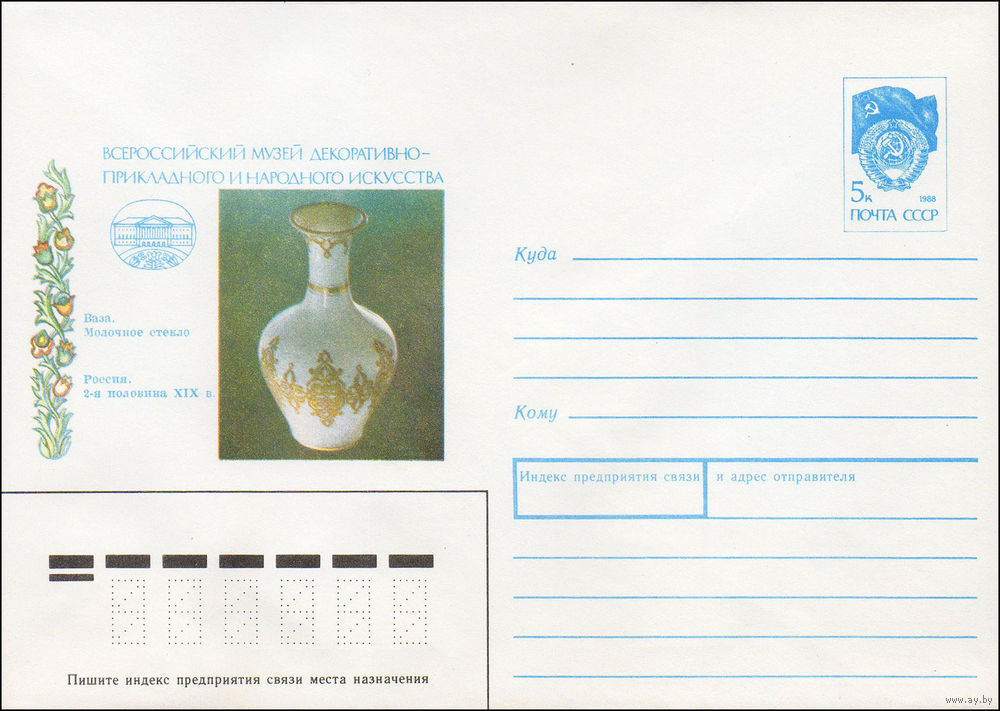 ВСЕРОССИЙСКИЙ МУЗЕЙ ДЕКОРАТИВНО-
ПРИКЛАДНОГО И НАРОДНОГО ИСКУССТВА
Ваза.
Молочное стекло
Россия.
2-я половина XIX в.
5к 1988
ПОЧТА СССР
Куда
Кому
Индекс предприятия связи и адрес отправителя
Пишите индекс предприятия связи места назначения
www.ay.by